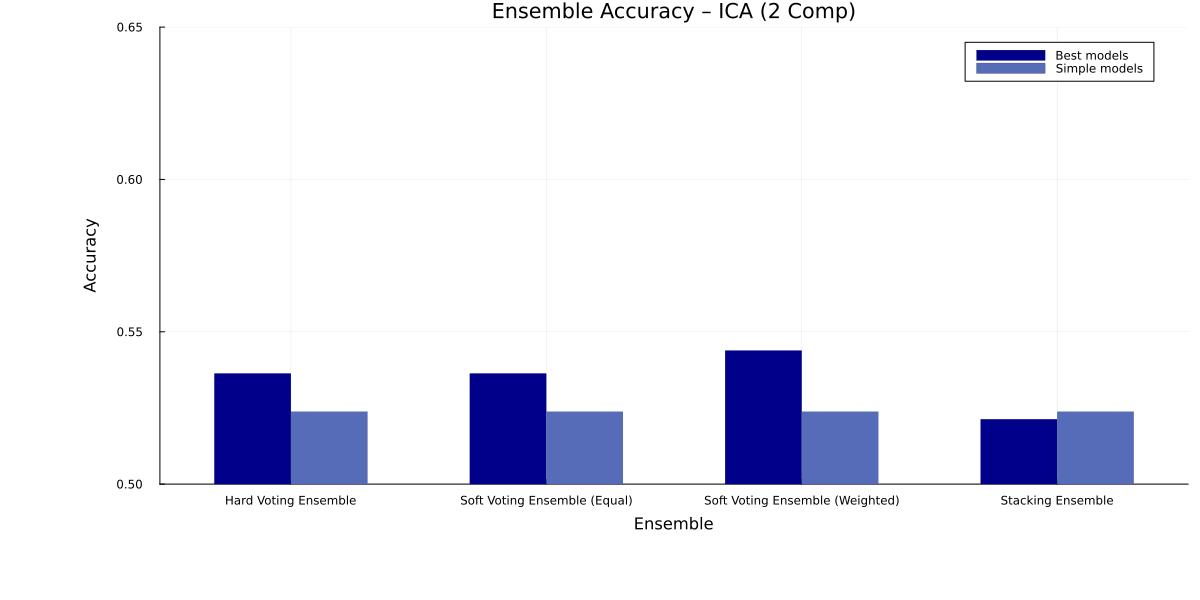 Ensemble Accuracy – ICA (2 Comp)
0.65
Best models
Simple models
0.60
Accuracy
0.55
0.50
Hard Voting Ensemble
Soft Voting Ensemble (Equal)
Soft Voting Ensemble (Weighted)
Stacking Ensemble
Ensemble